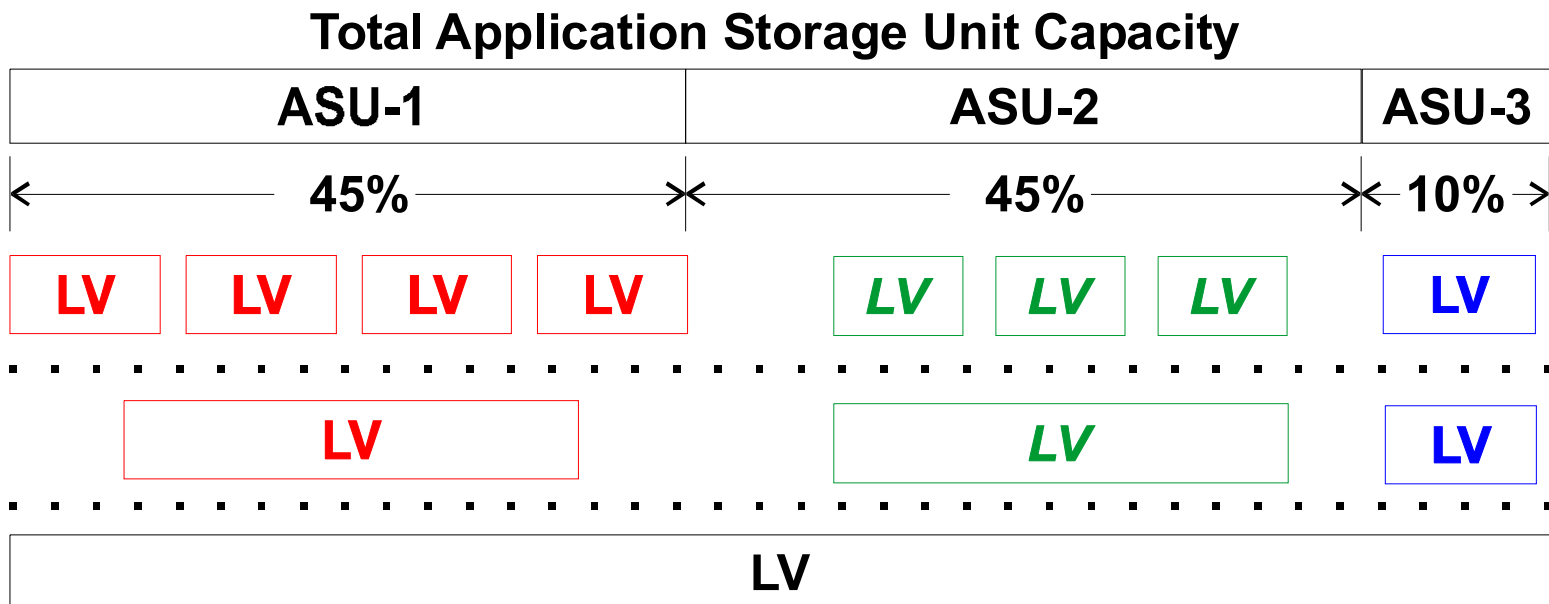 Total Application Storage Unit Capacity
ASU-1 ASU-2 ASU-3
45% 45% 10%
LV LV LV LV LV LV LV LV
LV LV LV
LV